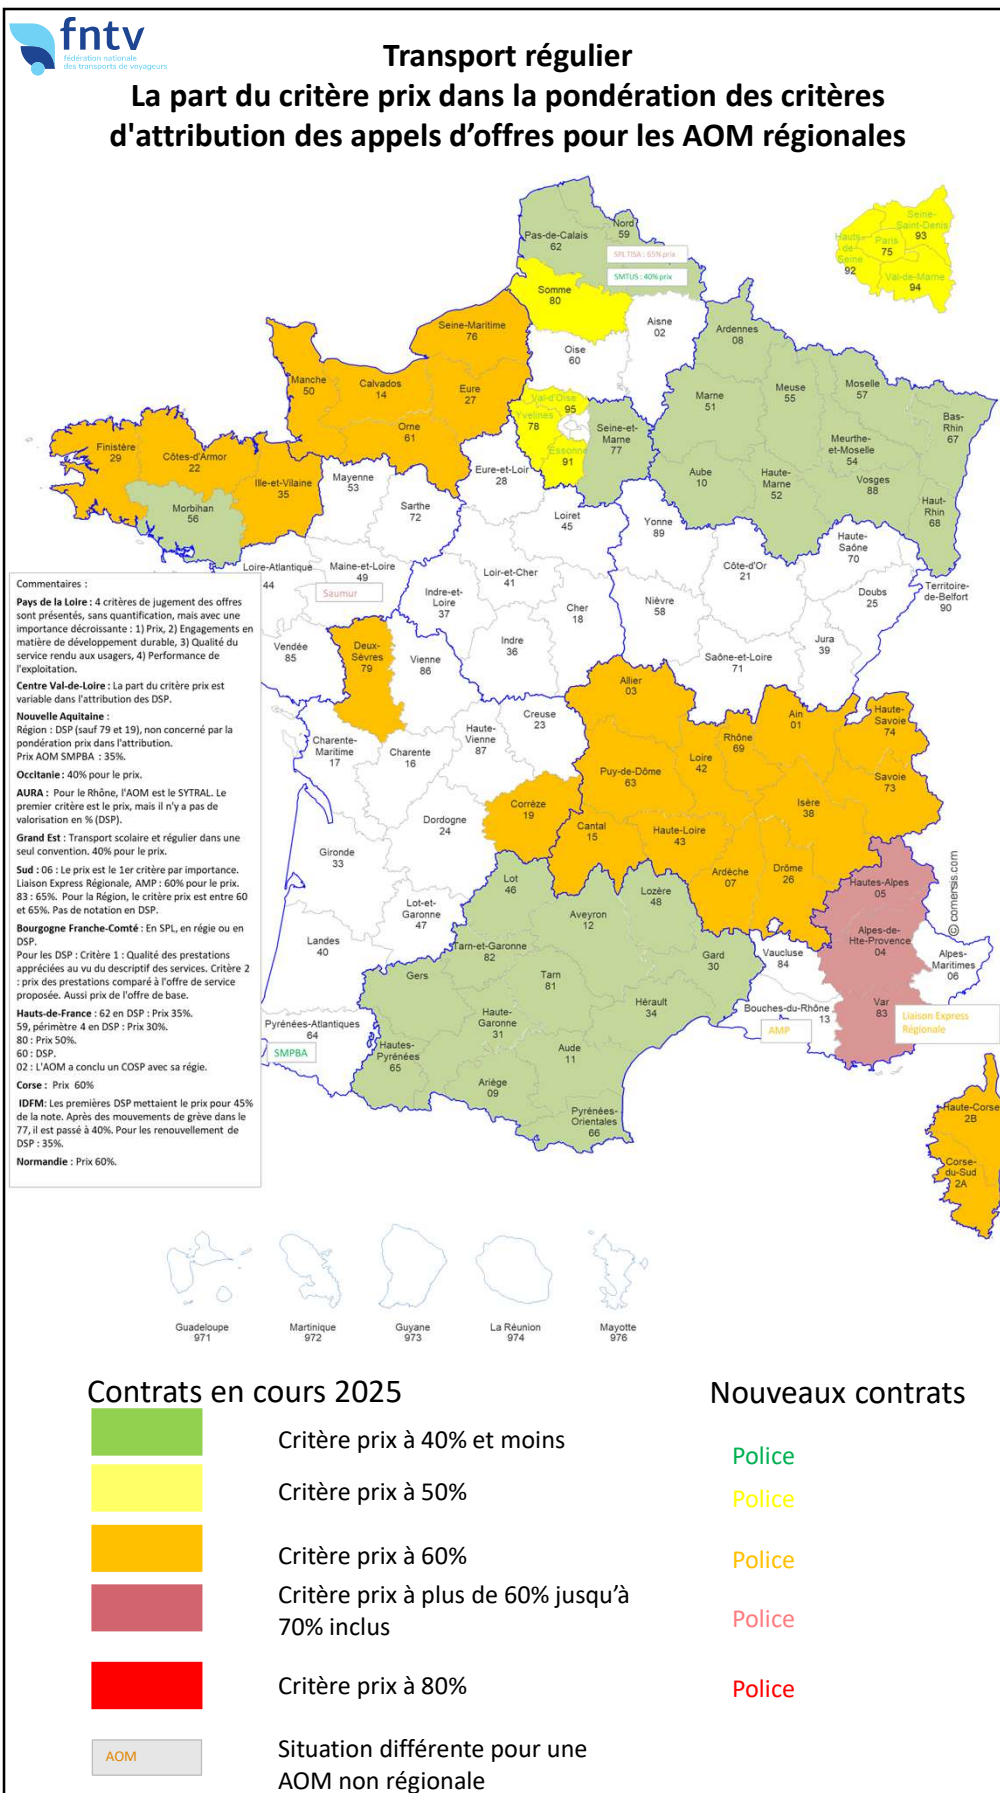 fntv
fédération nationale
des transports de voyageurs
Transport régulier
La part du critère prix dans la pondération des critères
d'attribution des appels d'offres pour les AOM régionales
Nord
59
Pas-de-Calais
62
SPL TISA : 65% prix
SMTUS : 40% prix
Somme
80
Aisne
02
Oise
60
Seine-
Saint-Denis
93
Hauts-
de-
Seine
92
Paris
75
Val-de-Marne
94
Seine-Maritime
76
Manche
50
Calvados
14
Eure
27
Orne
61
Val-d'Oise
95
Yvelines
78
Essonne
91
Seine-et-
Marne
77
Ardennes
08
Marne
51
Meuse
55
Moselle
57
Bas-
Rhin
67
Meurthe-
et-Moselle
54
Aube
10
Haute-
Marne
52
Vosges
88
Haut-
Rhin
68
Finistère
29
Côtes-d'Armor
22
Ille-et-Vilaine
35
Morbihan
56
Mayenne
53
Sarthe
72
Eure-et-Loir
28
Loiret
45
Yonne
89
Haute-
Saône
70
Loire-Atlantique
44
Maine-et-Loire
49
Saumur
Indre-et-
Loire
37
Loir-et-Cher
41
Cher
18
Nièvre
58
Côte-d'Or
21
Doubs
25
Territoire-
de-Belfort
90
Jura
39
Vendée
85
Deux-
Sèvres
79
Vienne
86
Indre
36
Saône-et-Loire
71
Allier
03
Creuse
23
Haute-
Vienne
87
Charente-
Maritime
17
Charente
16
Corrèze
19
Dordogne
24
Gironde
33
Lot-et-
Garonne
47
Landes
40
Pyrénées-Atlantiques
64
SMPBA
Puy-de-Dôme
63
Loire
42
Rhône
69
Ain
01
Haute-
Savoie
74
Savoie
73
Isère
38
Cantal
15
Haute-Loire
43
Ardèche
07
Drôme
26
Hautes-Alpes
05
Alpes-de-
Hte-Provence
04
Alpes-
Maritimes
06
Vaucluse
84
Bouches-du-Rhône
13
AMP
Var
83
Liaison Express
Régionale
Lot
46
Lozère
48
Aveyron
12
Tarn-et-Garonne
82
Gard
30
Gers
Tarn
81
Hérault
34
Haute-
Garonne
31
Hautes-
Pyrénées
65
Aude
11
Ariège
09
Pyrénées-
Orientales
66
Haute-Corse
2B
Corse-
du-Sud
2A
© comersis.com
Commentaires :
Pays de la Loire : 4 critères de jugement des offres
sont présentés, sans quantification, mais avec une
importance décroissante : 1) Prix, 2) Engagements en
matière de développement durable, 3) Qualité du
service rendu aux usagers, 4) Performance de
l'exploitation.
Centre Val-de-Loire : La part du critère prix est
variable dans l'attribution des DSP.
Nouvelle Aquitaine :
Région : DSP (sauf 79 et 19), non concerné par la
pondération prix dans l'attribution.
Prix AOM SMPBA : 35%.
Occitanie : 40% pour le prix.
AURA : Pour le Rhône, l'AOM est le SYTRAL. Le
premier critère est le prix, mais il n'y a pas de
valorisation en % (DSP).
Grand Est : Transport scolaire et régulier dans une
seul convention. 40% pour le prix.
Sud : 06 : Le prix est le 1er critère par importance.
Liaison Express Régionale, AMP : 60% pour le prix.
83 : 65%. Pour la Région, le critère prix est entre 60
et 65%. Pas de notation en DSP.
Bourgogne Franche-Comté : En SPL, en régie ou en
DSP.
Pour les DSP : Critère 1 : Qualité des prestations
appréciées au vu du descriptif des services. Critère 2
: prix des prestations comparé à l'offre de service
proposée. Aussi prix de l'offre de base.
Hauts-de-France : 62 en DSP : Prix 35%.
59, périmètre 4 en DSP : Prix 30%.
80 : Prix 50%.
60 : DSP.
02 : L'AOM a conclu un COSP avec sa régie.
Corse : Prix 60%
IDFM: Les premières DSP mettaient le prix pour 45%
de la note. Après des mouvements de grève dans le
77, il est passé à 40%. Pour les renouvellement de
DSP : 35%.
Normandie : Prix 60%.
Guadeloupe
971
Martinique
972
Guyane
973
La Réunion
974
Mayotte
976
Contrats en cours 2025
Nouveaux contrats
Critère prix à 40% et moins
Police
Critère prix à 50%
Police
Critère prix à 60%
Police
Critère prix à plus de 60% jusqu'à
70% inclus
Police
Critère prix à 80%
Police
AOM
Situation différente pour une
AOM non régionale